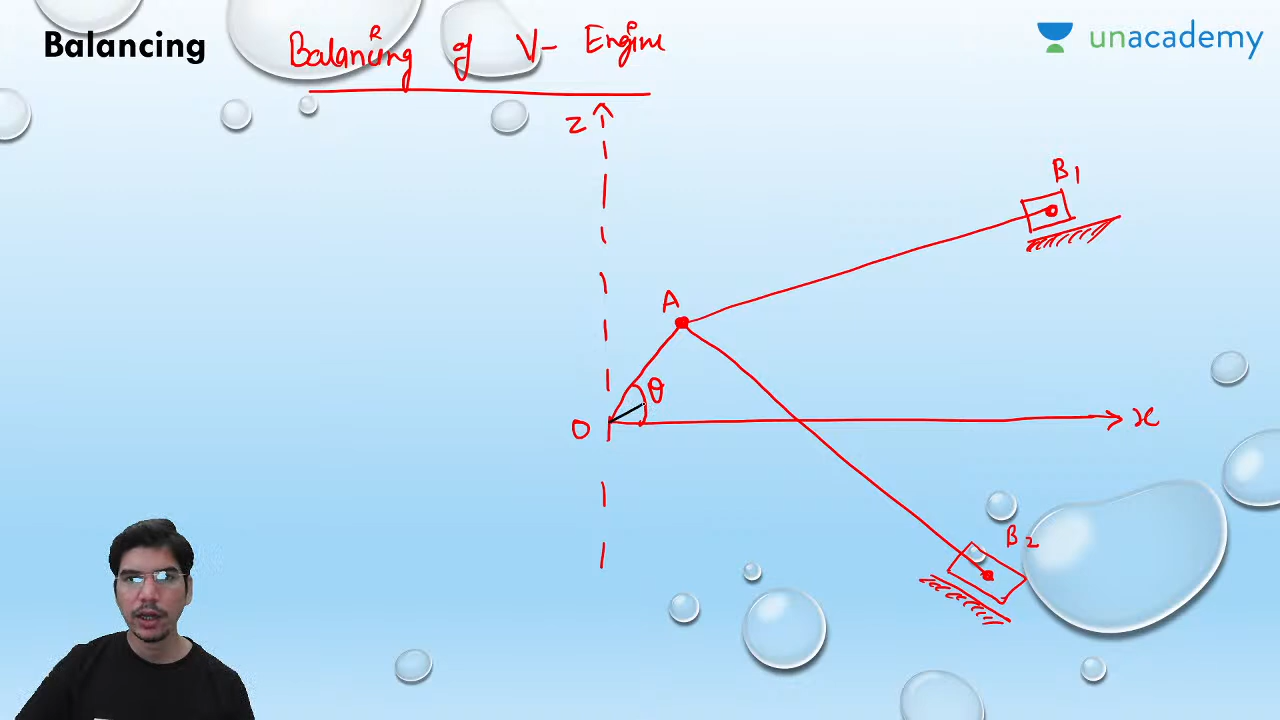 Balancing
Balancing of V- Engine
unacademy
Z
B1
A
θ
O
x
B2